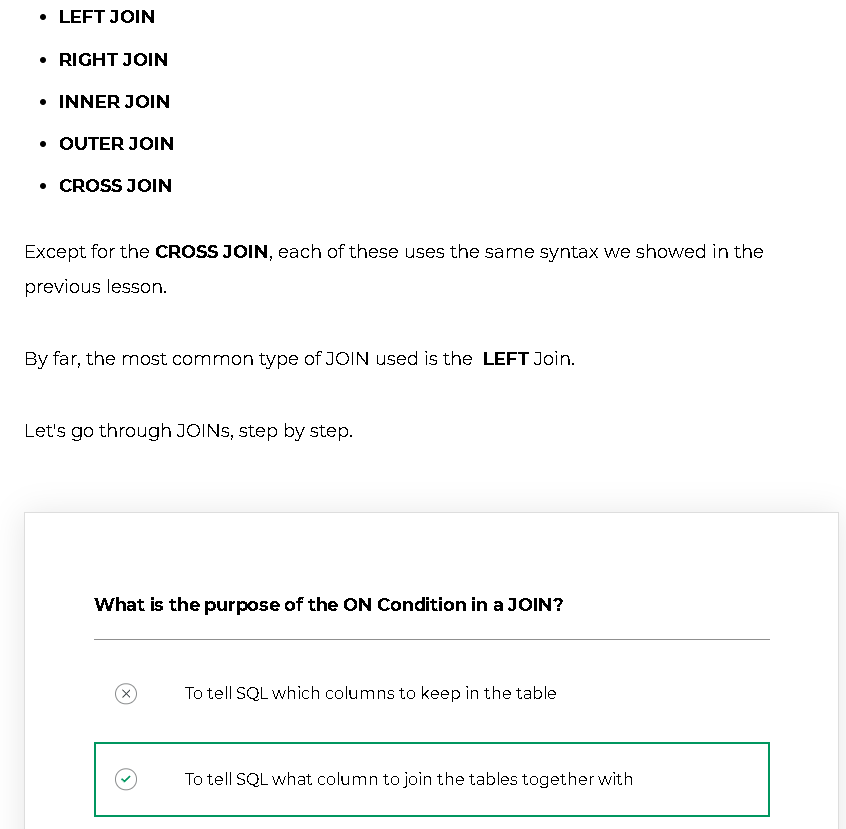 LEFT JOIN
RIGHT JOIN
INNER JOIN
OUTER JOIN
CROSS JOIN
Except for the CROSS JOIN, each of these uses the same syntax we showed in the
previous lesson.
By far, the most common type of JOIN used is the LEFT Join.
Let's go through JOINs, step by step.
What is the purpose of the ON Condition in a JOIN?
To tell SQL which columns to keep in the table
To tell SQL what column to join the tables together with